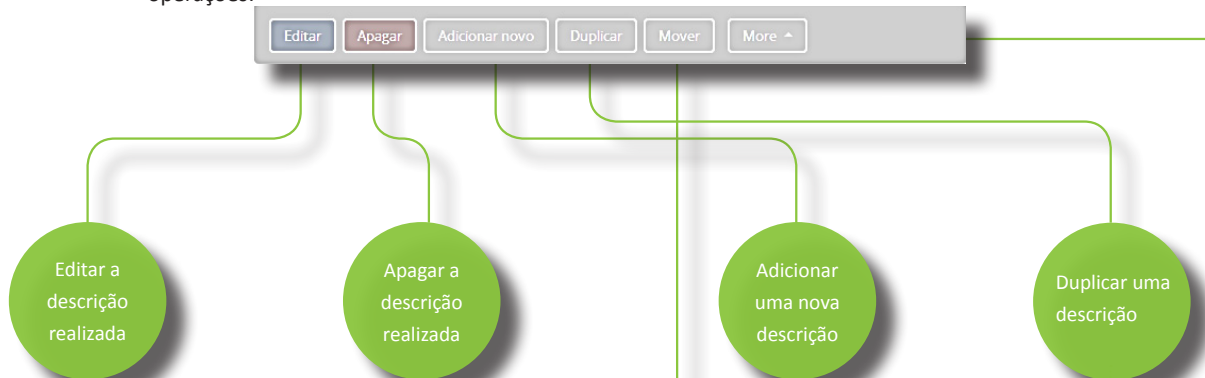 operações.
Editar Apagar Adicionar novo Duplicar Mover More
Editar a
descrição
realizada
Apagar a
descrição
realizada
Adicionar
uma nova
descrição
Duplicar uma
descrição